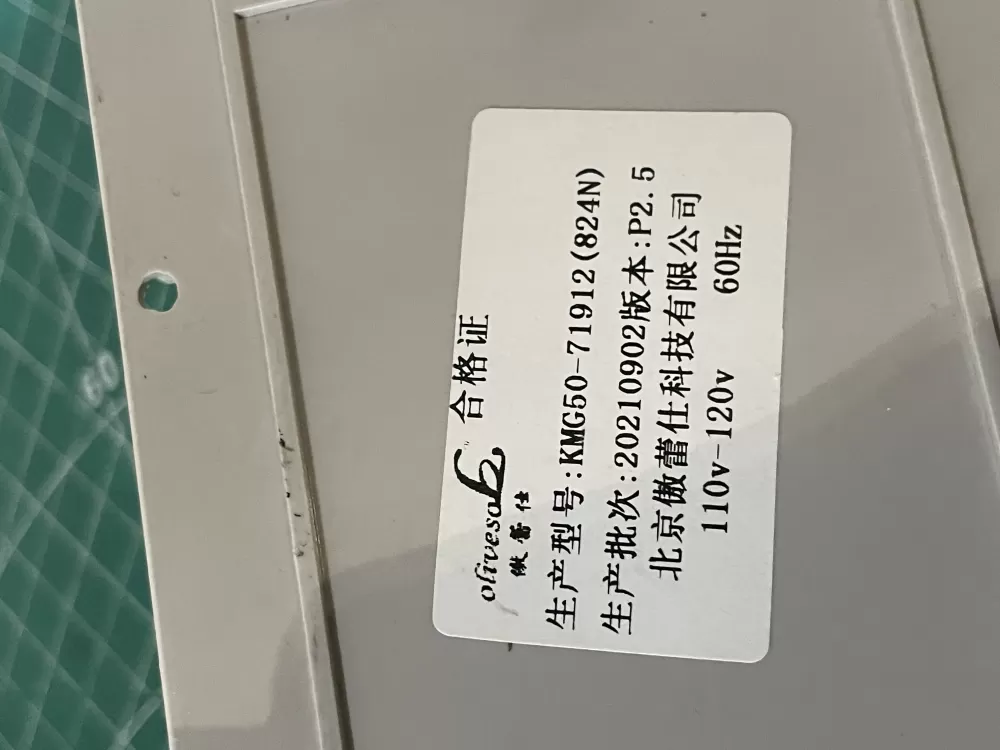 olivesab 合格证
傲蕾仕
生产型号:KMG50-71912(824N)
生产批次:20210902版本:P2.5
北京傲蕾仕科技有限公司
110v-120v 60Hz
60